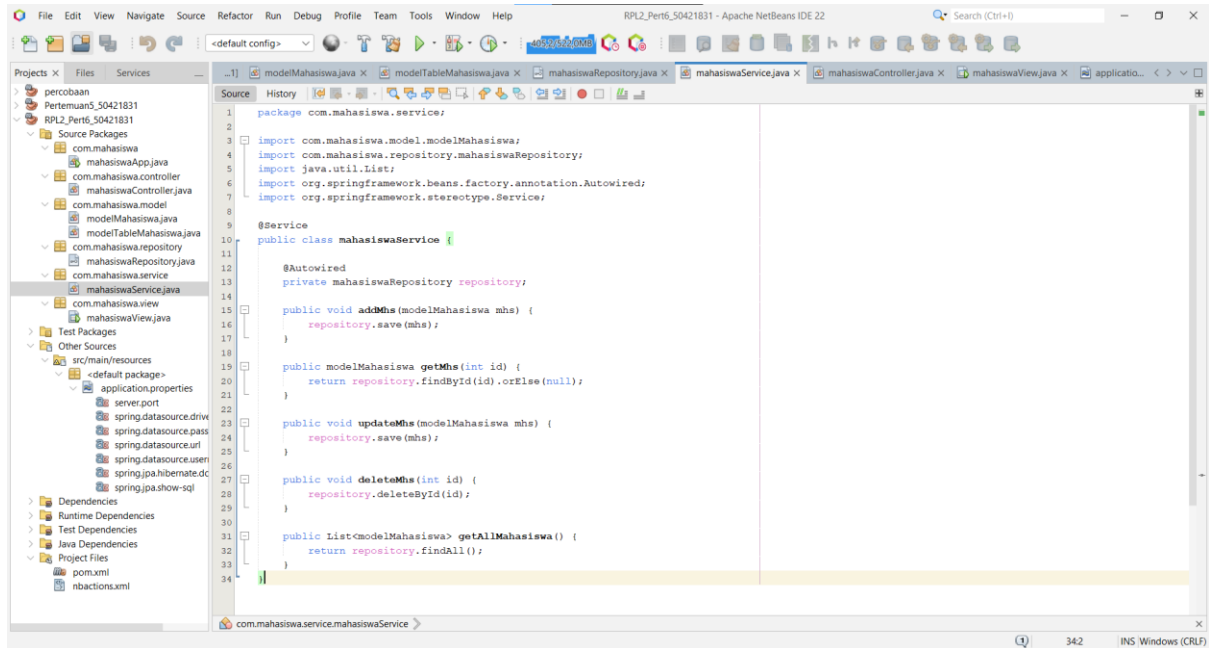 File Edit View Navigate Source Refactor Run Debug Profile Team Tools Window Help RPL2_Pert6_50421831 - Apache NetBeans IDE 22 Search (Ctrl+I)
<default config>
Projects Files Services
...1] modelMahasiswa.java modelTableMahasiswa.java mahasiswaRepository.java mahasiswaService.java mahasiswaController.java mahasiswaView.java applicatio...
Source History
percobaan
Pertemuan5_50421831
RPL2_Pert6_50421831
Source Packages
com.mahasiswa
mahasiswaApp.java
com.mahasiswa.controller
mahasiswaController.java
com.mahasiswa.model
modelMahasiswa.java
modelTableMahasiswa.java
com.mahasiswa.repository
mahasiswaRepository.java
com.mahasiswa.service
mahasiswaService.java
com.mahasiswa.view
mahasiswaView.java
Test Packages
Other Sources
src/main/resources
<default package>
application.properties
server.port
spring.datasource.drive
spring.datasource.pass
spring.datasource.url
spring.datasource.usern
spring.jpa.hibernate.dc
spring.jpa.show-sql
Dependencies
Runtime Dependencies
Test Dependencies
Java Dependencies
Project Files
pom.xml
nbactions.xml
1 package com.mahasiswa.service;
2
3 import com.mahasiswa.model.modelMahasiswa;
4 import com.mahasiswa.repository.mahasiswaRepository;
5 import java.util.List;
6 import org.springframework.beans.factory.annotation.Autowired;
7 import org.springframework.stereotype.Service;
8
9 @Service
10 public class mahasiswaService {
11
12 @Autowired
13 private mahasiswaRepository repository;
14
15 public void addMhs(modelMahasiswa mhs) {
16 repository.save(mhs);
17 }
18
19 public modelMahasiswa getMhs(int id) {
20 return repository.findById(id).orElse(null);
21 }
22
23 public void updateMhs(modelMahasiswa mhs) {
24 repository.save(mhs);
25 }
26
27 public void deleteMhs(int id) {
28 repository.deleteById(id);
29 }
30
31 public List<modelMahasiswa> getAllMahasiswa() {
32 return repository.findAll();
33 }
34 }
com.mahasiswa.service.mahasiswaService
34:2 INS Windows (CRLF)